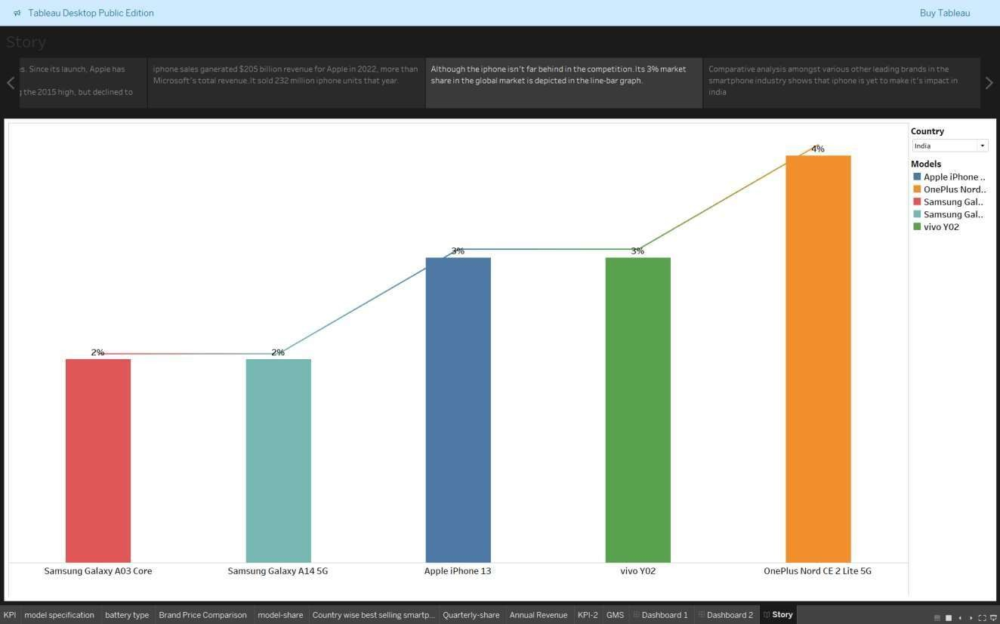 Tableau Desktop Public Edition
Buy Tableau
Story
s. Since its launch, Apple has
the 2015 high, but declined to
iphone sales ganerated $205 billion revenue for Apple in 2022, more than
Microsoft's total revenue.It sold 232 million iphone units that year.
Although the iphone isn't far behind in the competition.Its 3% market
share in the global market is depicted in the line-bar graph.
Comparative analysis amongst various other leading brands in the
smartphone industry shows that iphone is yet to make it's impact in
india
Country
India
Models
Apple iPhone ..
OnePlus Nord..
Samsung Gal..
Samsung Gal..
vivo Y02
4%
3%
3%
2%
2%
Samsung Galaxy A03 Core
Samsung Galaxy A14 5G
Apple iPhone 13
vivo Y02
OnePlus Nord CE 2 Lite 5G
KPI
model specification
battery type
Brand Price Comparison
model-share
Country wise best selling smartp...
Quarterly-share
Annual Revenue
KPI-2
GMS
Dashboard 1
Dashboard 2
Story